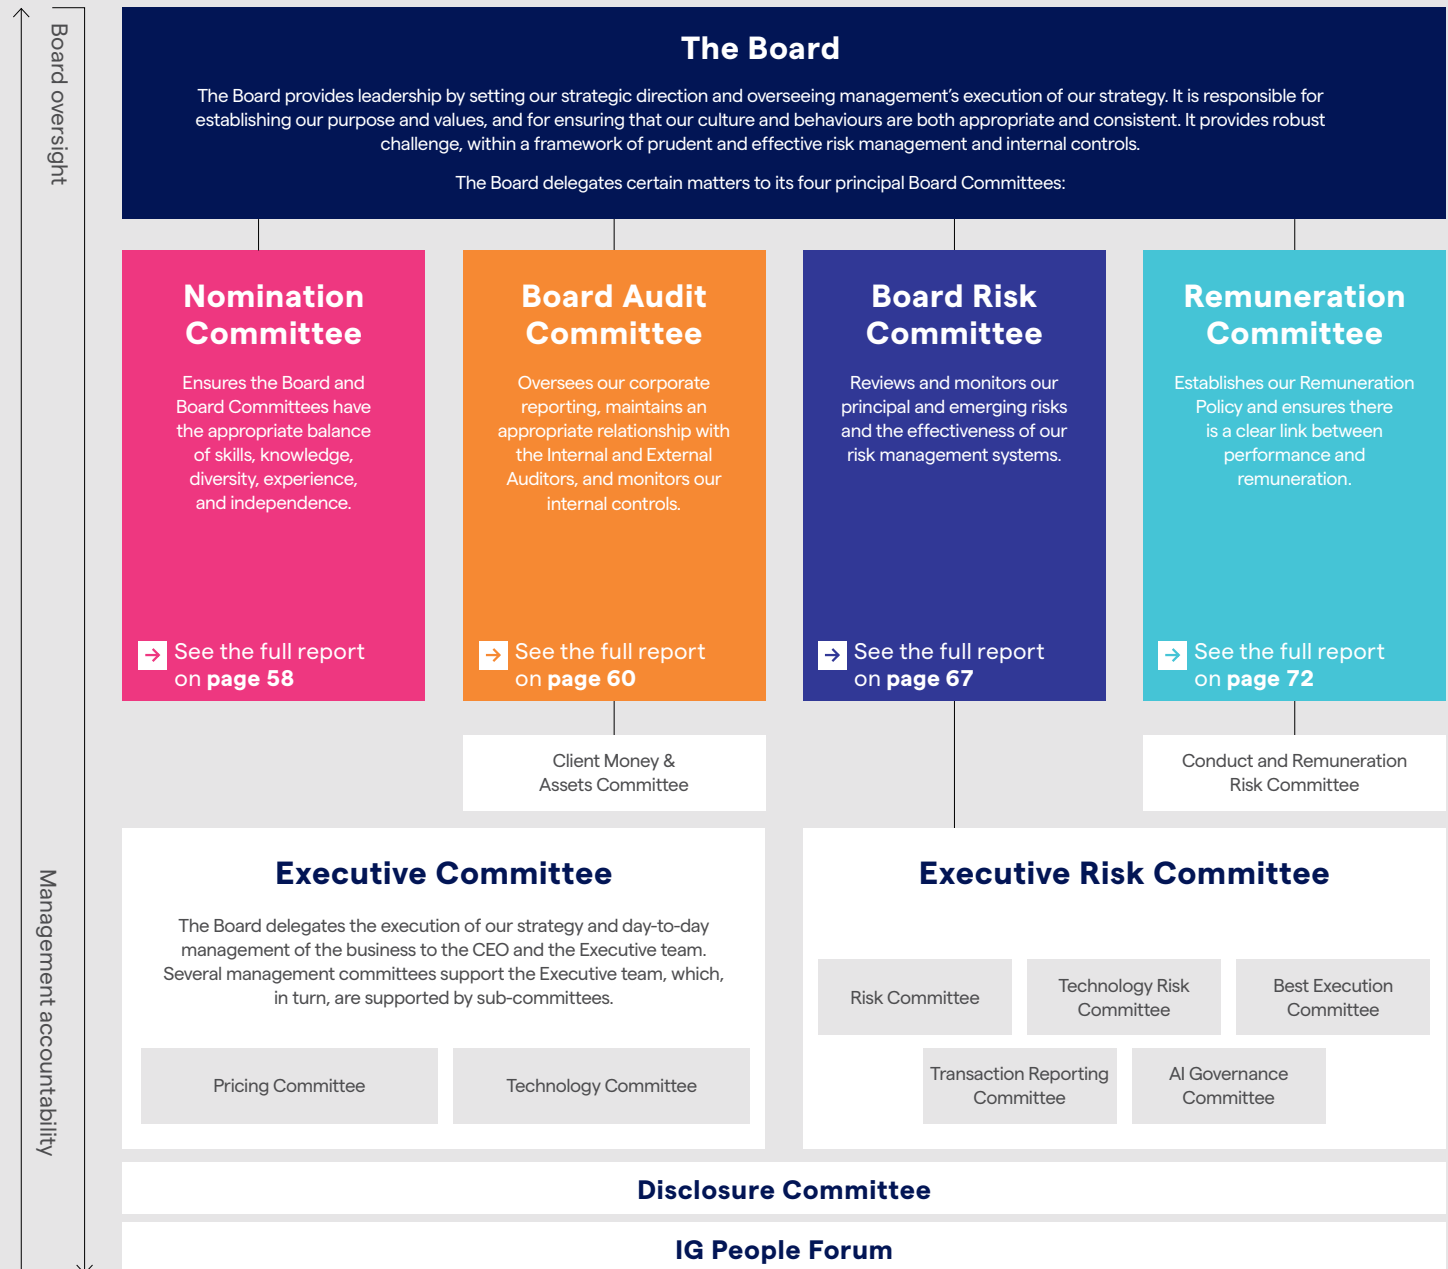 Board oversight
The Board
The Board provides leadership by setting our strategic direction and overseeing management’s execution of our strategy. It is responsible for
establishing our purpose and values, and for ensuring that our culture and behaviours are both appropriate and consistent. It provides robust
challenge, within a framework of prudent and effective risk management and internal controls.
The Board delegates certain matters to its four principal Board Committees:
Nomination
Committee
Ensures the Board and
Board Committees have
the appropriate balance
of skills, knowledge,
diversity, experience,
and independence.
See the full report
on page 58
Board Audit
Committee
Oversees our corporate
reporting, maintains an
appropriate relationship with
the Internal and External
Auditors, and monitors our
internal controls.
See the full report
on page 60
Board Risk
Committee
Reviews and monitors our
principal and emerging risks
and the effectiveness of our
risk management systems.
See the full report
on page 67
Remuneration
Committee
Establishes our Remuneration
Policy and ensures there
is a clear link between
performance and
remuneration.
See the full report
on page 72
Client Money &
Assets Committee
Conduct and Remuneration
Risk Committee
Management accountability
Executive Committee
The Board delegates the execution of our strategy and day-to-day
management of the business to the CEO and the Executive team.
Several management committees support the Executive team, which,
in turn, are supported by sub-committees.
Pricing Committee
Technology Committee
Executive Risk Committee
Risk Committee
Technology Risk
Committee
Best Execution
Committee
Transaction Reporting
Committee
AI Governance
Committee
Disclosure Committee
IG People Forum